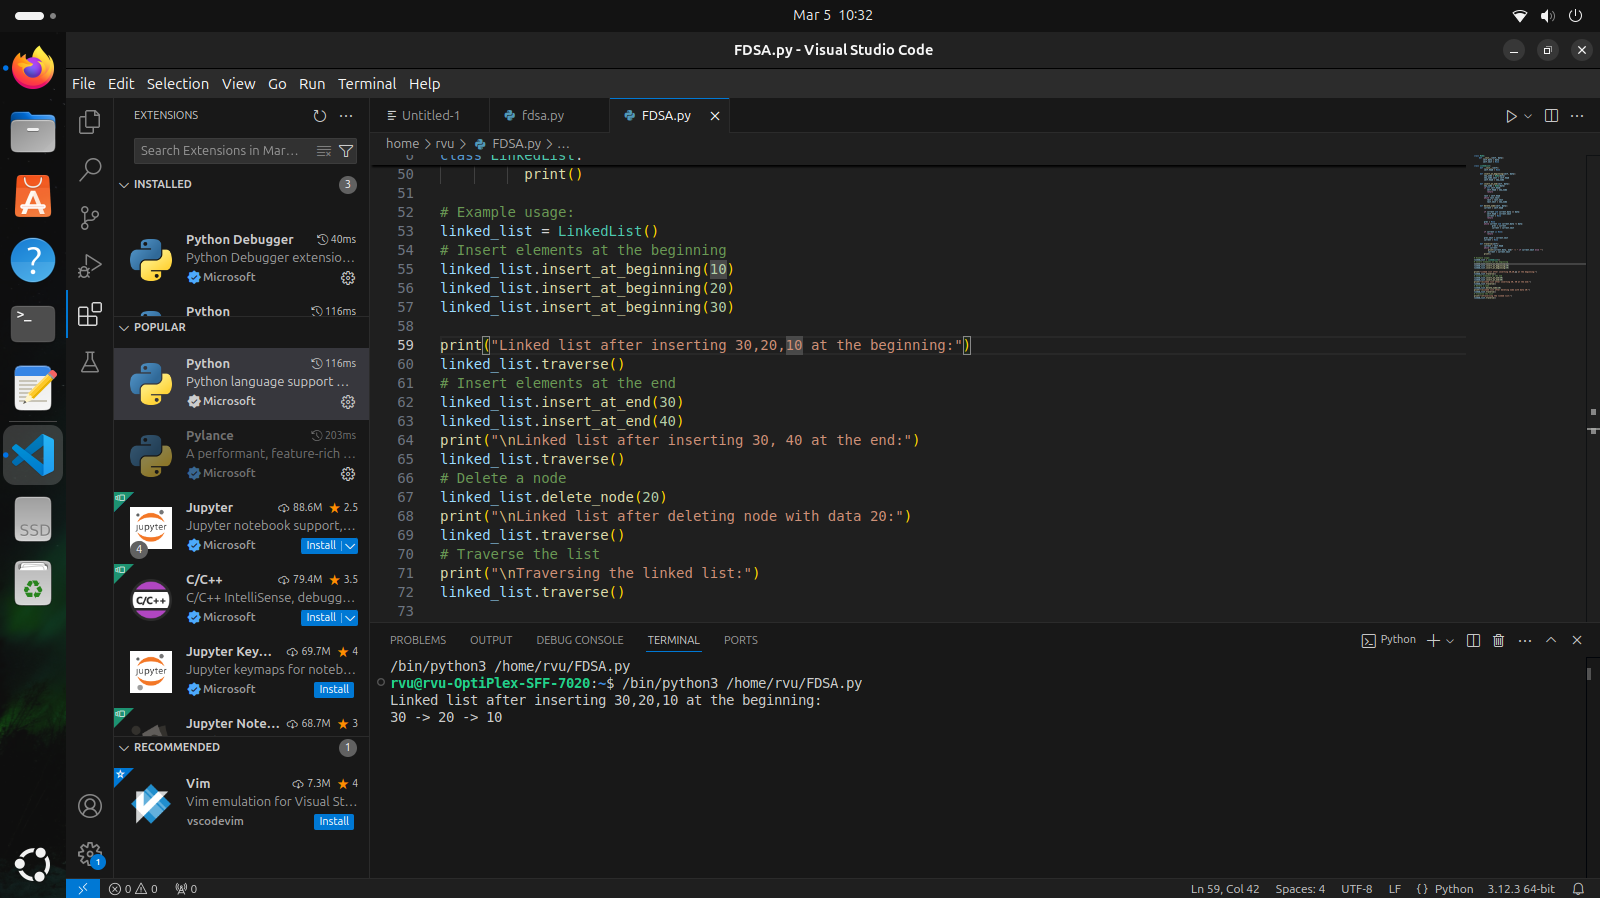 Mar 5 10:32
FDSA.py - Visual Studio Code
File Edit Selection View Go Run Terminal Help
EXTENSIONS
Search Extensions in Mar...
INSTALLED 3
Python Debugger 40ms
Python Debugger extensio...
Microsoft
Python 116ms
POPULAR
Python 116ms
Python language support ...
Microsoft
Pylance 203ms
A performant, feature-rich ...
Microsoft
Jupyter 88.6M 2.5
Jupyter notebook support,...
Microsoft Install
jupyter
4
C/C++ 79.4M 3.5
C/C++ IntelliSense, debugg...
Microsoft Install
C/C++
Jupyter Key... 69.7M 4
Jupyter keymaps for noteb...
Microsoft Install
jupyter
Jupyter Note... 68.7M 3
RECOMMENDED 1
Vim 7.3M 4
Vim emulation for Visual St...
vscodevim Install
SSD
1
Untitled-1 fdsa.py FDSA.py
home > rvu > FDSA.py > ...
6 class LinkedList:
50 print()
51
52 # Example usage:
53 linked_list = LinkedList()
54 # Insert elements at the beginning
55 linked_list.insert_at_beginning(10)
56 linked_list.insert_at_beginning(20)
57 linked_list.insert_at_beginning(30)
58
59 print("Linked list after inserting 30,20,10 at the beginning:")
60 linked_list.traverse()
61 # Insert elements at the end
62 linked_list.insert_at_end(30)
63 linked_list.insert_at_end(40)
64 print("\nLinked list after inserting 30, 40 at the end:")
65 linked_list.traverse()
66 # Delete a node
67 linked_list.delete_node(20)
68 print("\nLinked list after deleting node with data 20:")
69 linked_list.traverse()
70 # Traverse the list
71 print("\nTraversing the linked list:")
72 linked_list.traverse()
73
PROBLEMS OUTPUT DEBUG CONSOLE TERMINAL PORTS
Python
/bin/python3 /home/rvu/FDSA.py
rvu@rvu-OptiPlex-SFF-7020:~$ /bin/python3 /home/rvu/FDSA.py
Linked list after inserting 30,20,10 at the beginning:
30 -> 20 -> 10
0 0 0
Ln 59, Col 42 Spaces: 4 UTF-8 LF {} Python 3.12.3 64-bit